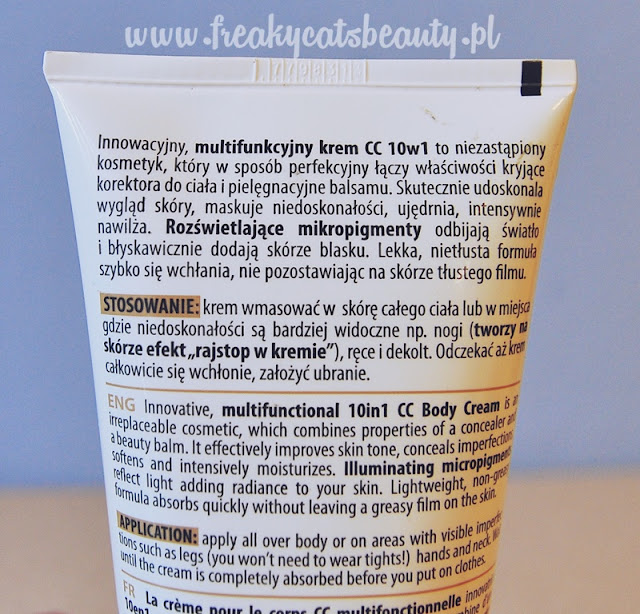 www.freakycatsbeauty.pl
Innowacyjny, multifunkcyjny krem CC 10w1 to niezastąpiony
kosmetyk, który w sposób perfekcyjny łączy właściwości kryjące
korektora do ciała i pielęgnacyjne balsamu. Skutecznie udoskonala
wygląd skóry, maskuje niedoskonałości, ujędrnia, intensywnie
nawilża. Rozświetlające mikropigmenty odbijają światło
i błyskawicznie dodają skórze blasku. Lekka, nietłusta formuła
szybko się wchłania, nie pozostawiając na skórze tłustego filmu.
STOSOWANIE: krem wmasować w skórę całego ciała lub w miejsca
gdzie niedoskonałości są bardziej widoczne np. nogi (tworzy na
skórze efekt „rajstop w kremie”), ręce i dekolt. Odczekać aż krem
całkowicie się wchłonie, założyć ubranie.
ENG Innovative, multifunctional 10in1 CC Body Cream is an
irreplaceable cosmetic, which combines properties of a concealer and
a beauty balm. It effectively improves skin tone, conceals imperfections,
softens and intensively moisturizes. Illuminating micropigments
reflect light adding radiance to your skin. Lightweight, non-greasy
formula absorbs quickly without leaving a greasy film on the skin.
APPLICATION: apply all over body or on areas with visible imperfec-
tions such as legs (you won't need to wear tights!) hands and neck.
until the cream is completely absorbed before you put on clothes.
FR La crème pour le corps CC multifonctionnelle
10en1